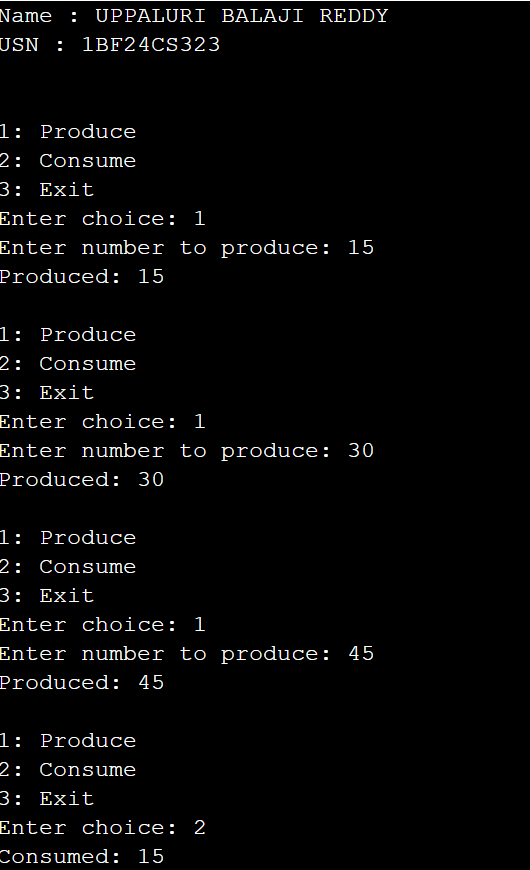 Name : UPPALURI BALAJI REDDY
USN : 1BF24CS323
1: Produce
2: Consume
3: Exit
Enter choice: 1
Enter number to produce: 15
Produced: 15
1: Produce
2: Consume
3: Exit
Enter choice: 1
Enter number to produce: 30
Produced: 30
1: Produce
2: Consume
3: Exit
Enter choice: 1
Enter number to produce: 45
Produced: 45
1: Produce
2: Consume
3: Exit
Enter choice: 2
Consumed: 15